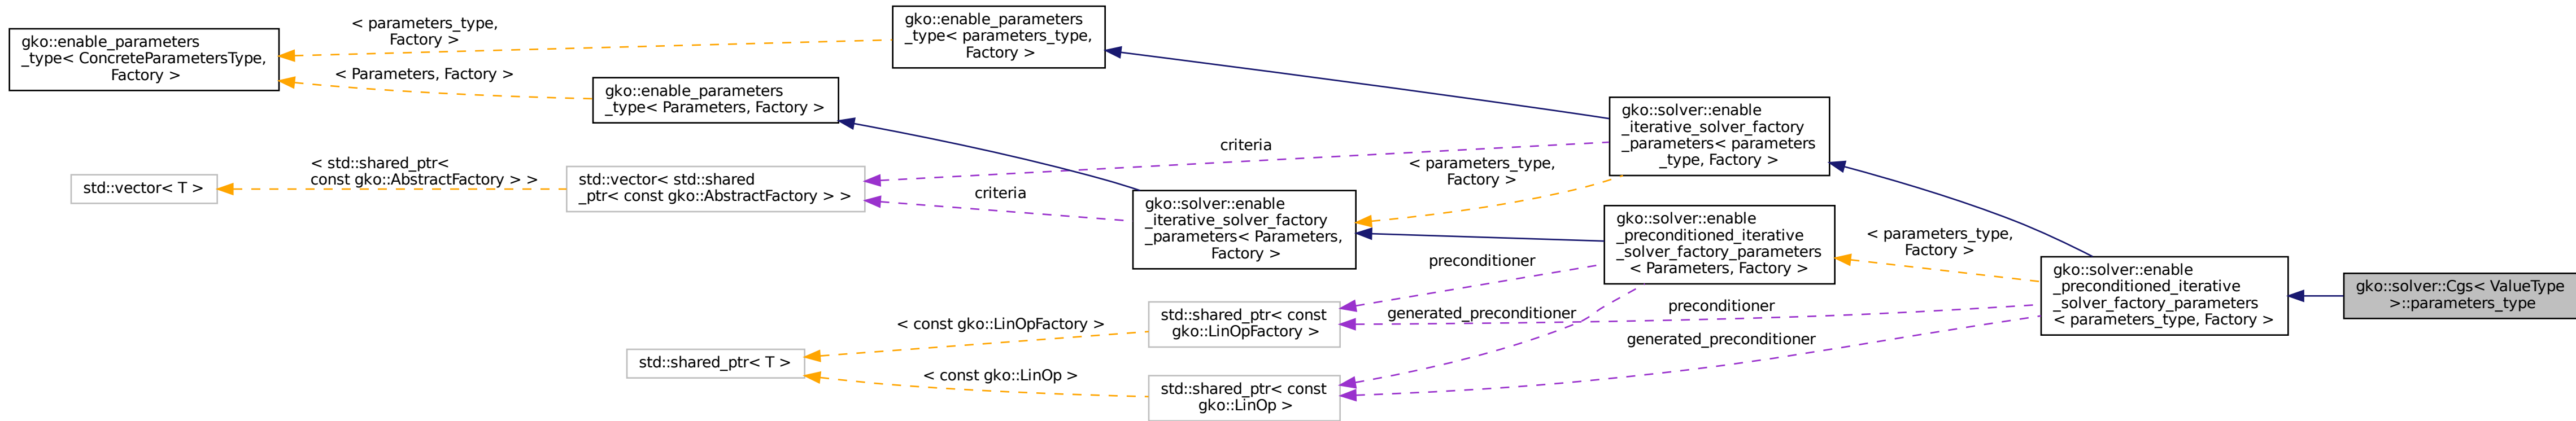 gko::enable_parameters
_type< ConcreteParametersType,
Factory >
< parameters_type,
Factory >
< Parameters, Factory >
gko::enable_parameters
_type< parameters_type,
Factory >
gko::enable_parameters
_type< Parameters, Factory >
std::vector< T >
< std::shared_ptr<
const gko::AbstractFactory > >
std::vector< std::shared
_ptr< const gko::AbstractFactory > >
criteria
criteria
gko::solver::enable
_iterative_solver_factory
_parameters< Parameters,
Factory >
< parameters_type,
Factory >
gko::solver::enable
_iterative_solver_factory
_parameters< parameters
_type, Factory >
gko::solver::enable
_preconditioned_iterative
_solver_factory_parameters
< Parameters, Factory >
preconditioner
generated_preconditioner
preconditioner
generated_preconditioner
std::shared_ptr< T >
< const gko::LinOpFactory >
< const gko::LinOp >
std::shared_ptr< const
gko::LinOpFactory >
std::shared_ptr< const
gko::LinOp >
< parameters_type,
Factory >
gko::solver::enable
_preconditioned_iterative
_solver_factory_parameters
< parameters_type, Factory >
gko::solver::Cgs< ValueType
>::parameters_type